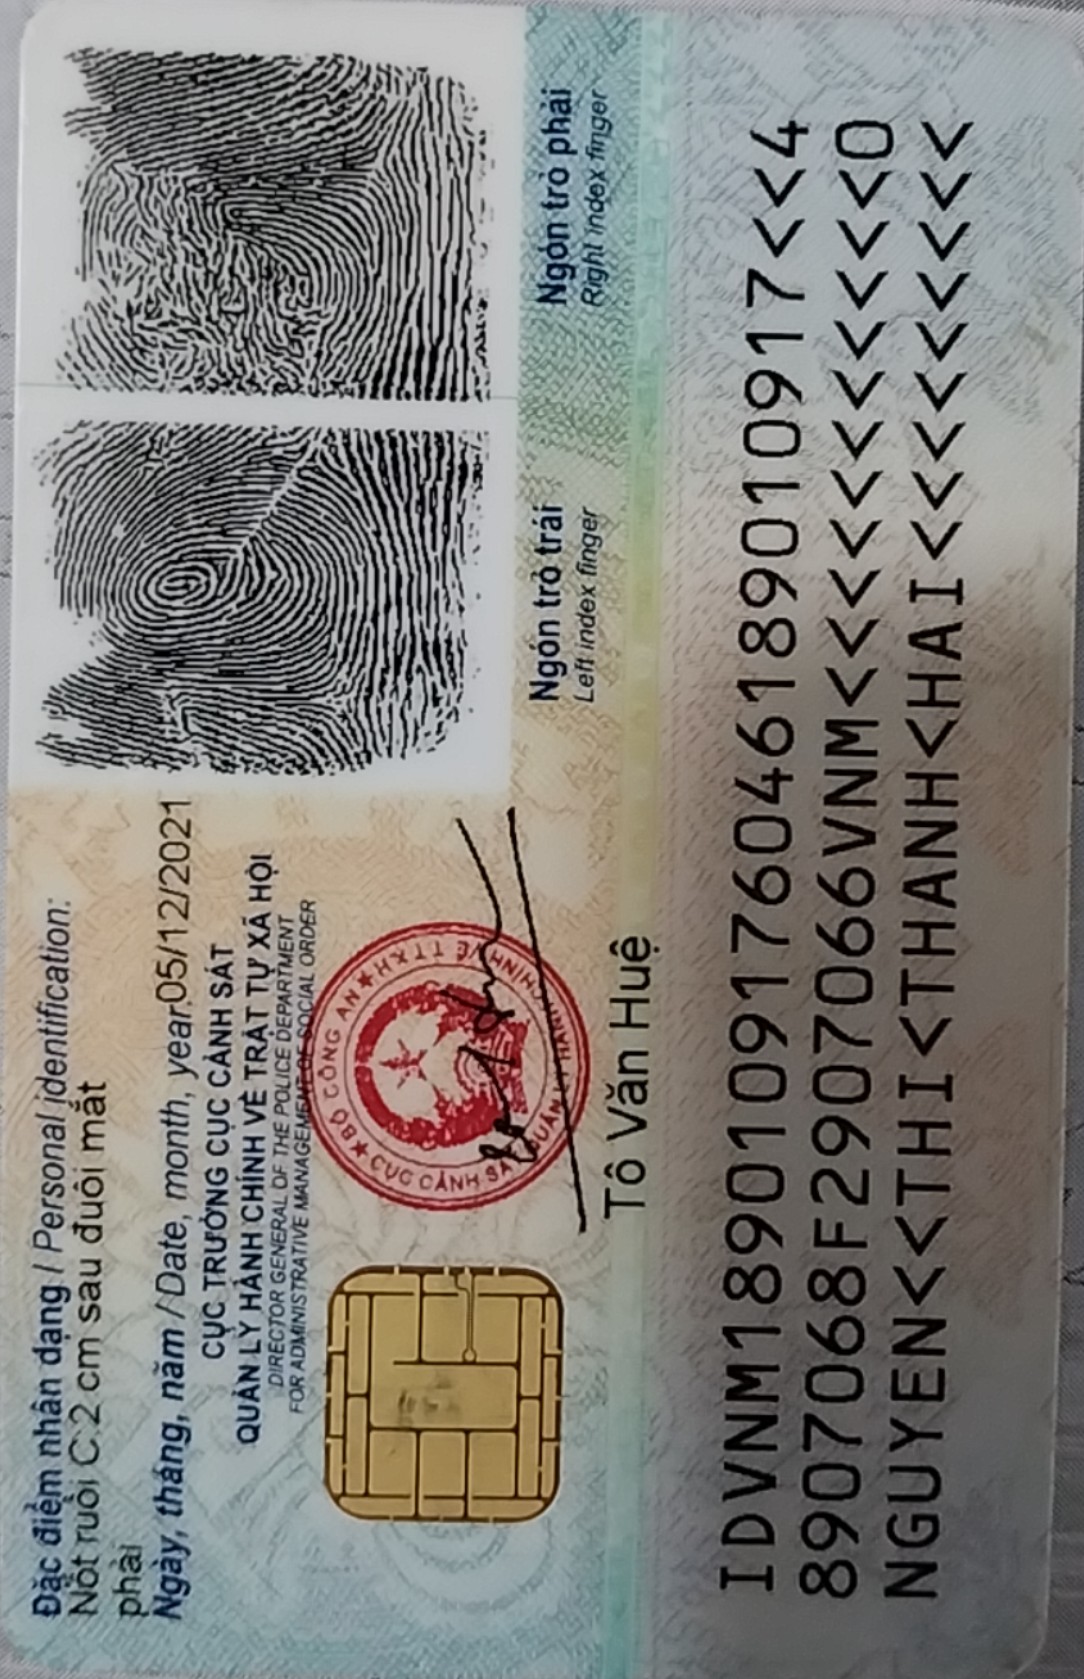 Đặc điểm nhân dạng / Personal identification:
Nốt ruồi C:2 cm sau đuôi mắt
phải
Ngày, tháng, năm / Date, month, year: 05/12/2021
CỤC TRƯỞNG CỤC CẢNH SÁT
QUẢN LÝ HÀNH CHÍNH VỀ TRẬT TỰ XÃ HỘI
DIRECTOR GENERAL OF THE POLICE DEPARTMENT
FOR ADMINISTRATIVE MANAGEMENT OF SOCIAL ORDER
BỘ CÔNG AN
CỤC CẢNH SÁT QUẢN LÝ HÀNH CHÍNH VỀ TTXH
Tô Văn Huệ
Ngón trỏ trái
Left index finger
Ngón trỏ phải
Right index finger
IDVNM1890109176046189010917<<4
8907068F2907066VNM<<<<<<<<<<<0
NGUYEN<<THI<THANH<HAI<<<<<<<<<